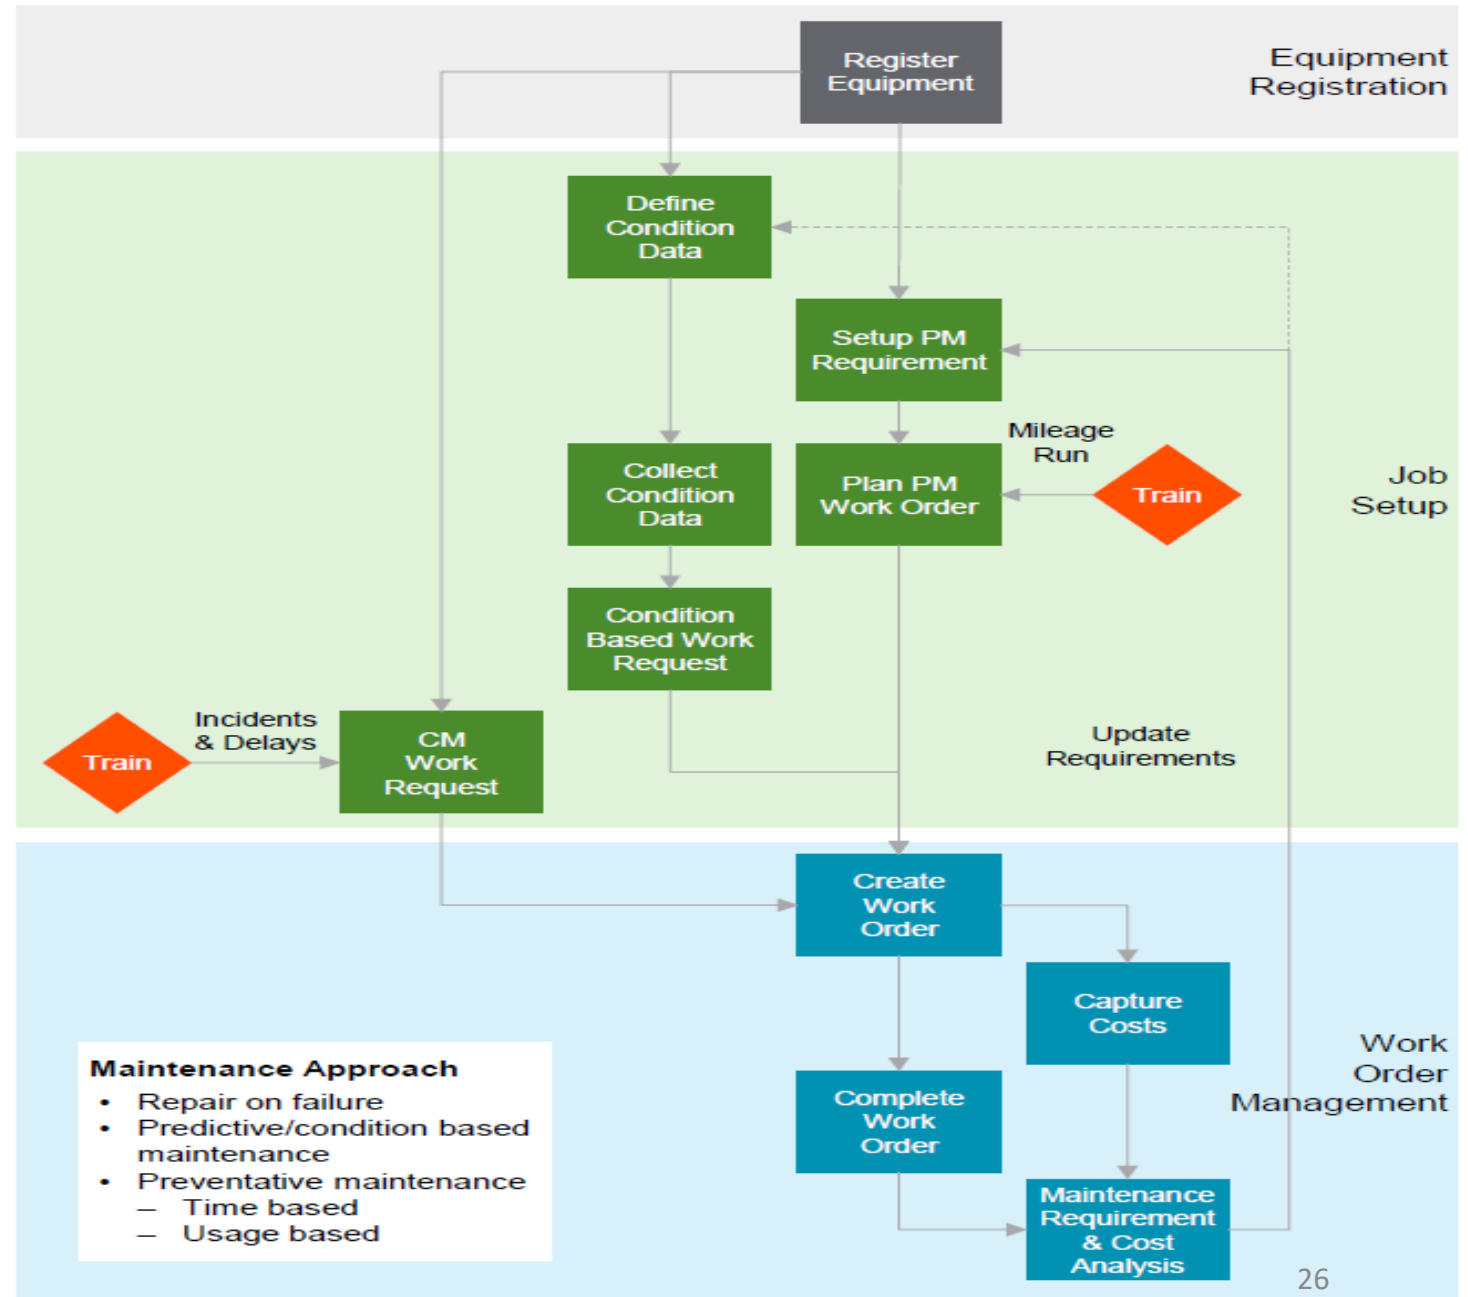 Register
Equipment
Equipment
Registration
Define
Condition
Data
Setup PM
Requirement
Mileage
Run
Collect
Condition
Data
Plan PM
Work Order
Train
Job
Setup
Condition
Based Work
Request
Incidents
& Delays
Train
CM
Work
Request
Update
Requirements
Create
Work
Order
Capture
Costs
Work
Order
Management
Complete
Work
Order
Maintenance
Requirement
& Cost
Analysis
Maintenance Approach
• Repair on failure
• Predictive/condition based
maintenance
• Preventative maintenance
– Time based
– Usage based
26